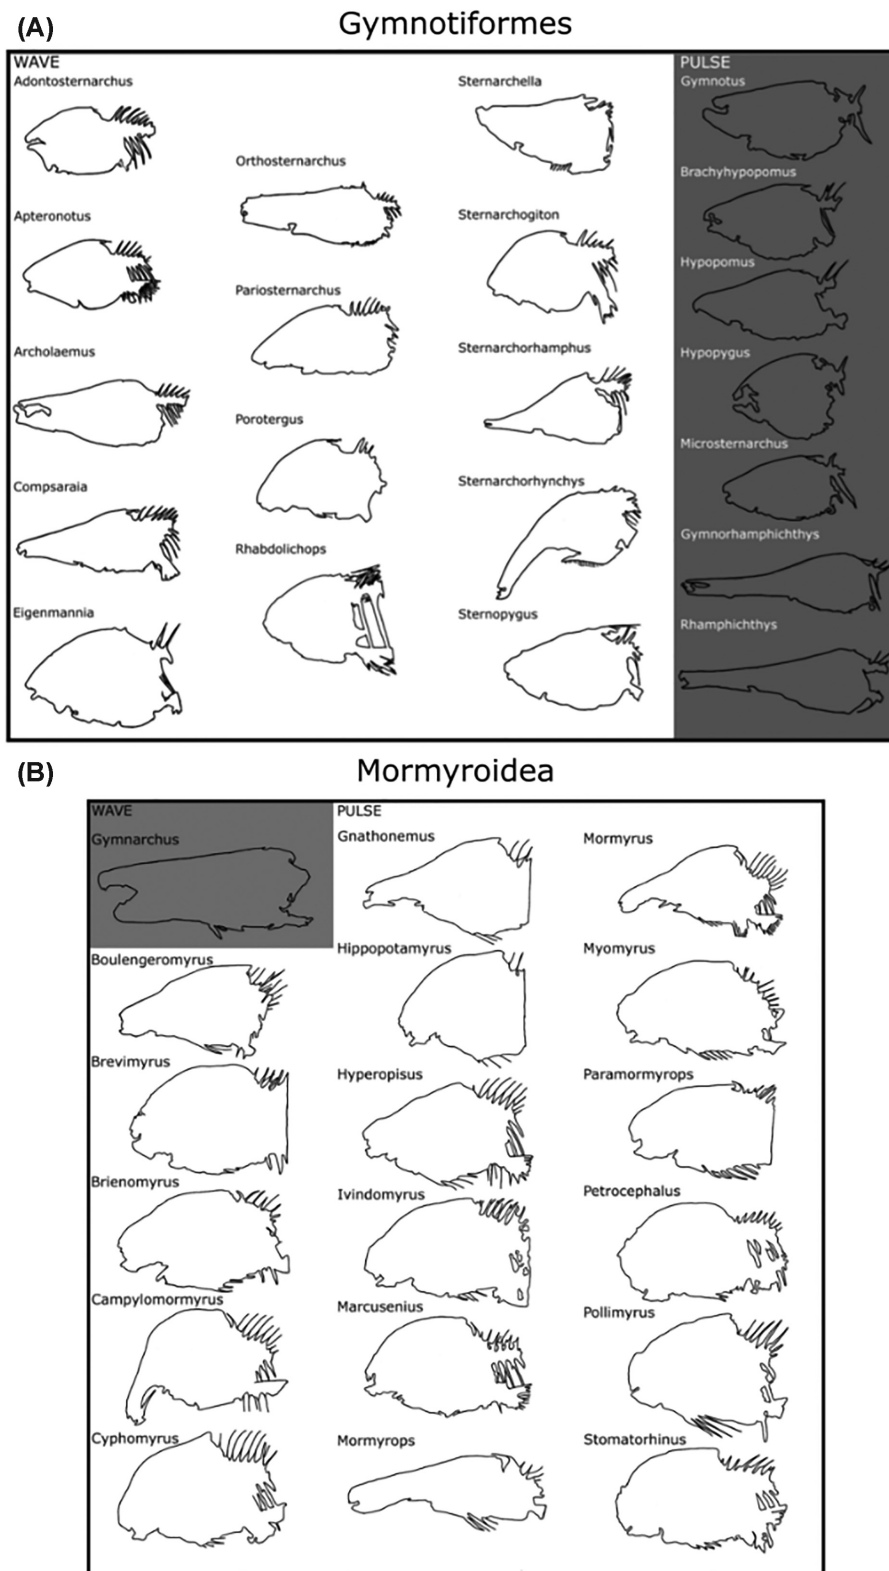 (A)
Gymnotiformes
WAVE
Adontosternarchus
Apteronotus
Archolaemus
Compsaraia
Eigenmannia
Orthosternarchus
Pariosternarchus
Porotergus
Rhabdolichops
Sternarchella
Sternarchogiton
Sternarchorhamphus
Sternarchorhynchys
Sternopygus
PULSE
Gymnotus
Brachyhypopomus
Hypopomus
Hypopygus
Microsternarchus
Gymnorhamphichthys
Rhamphichthys
(B)
Mormyroidea
WAVE
Gymnarchus
Boulengeromyrus
Brevimyrus
Brienomyrus
Campylomormyrus
Cyphomyrus
PULSE
Gnathonemus
Hippopotamyrus
Hyperopisus
Ivindomyrus
Marcusenius
Mormyrops
Mormyrus
Myomyrus
Paramormyrops
Petrocephalus
Pollimyrus
Stomatorhinus